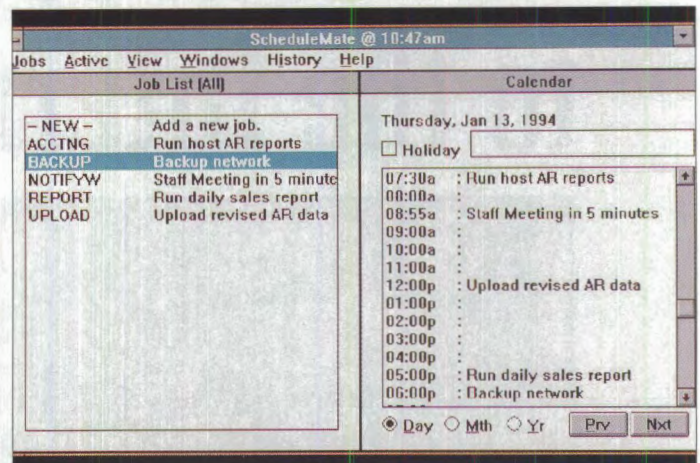 ScheduleMate @ 10:47am
Jobs Active View Windows History Help
Job List (All)
– NEW – Add a new job.
ACCTNG Run host AR reports
BACKUP Backup network
NOTIFYW Staff Meeting in 5 minute
REPORT Run daily sales report
UPLOAD Upload revised AR data
Calendar
Thursday, Jan 13, 1994
Holiday
07:30a : Run host AR reports
08:00a :
08:55a : Staff Meeting in 5 minutes
09:00a :
10:00a :
11:00a :
12:00p : Upload revised AR data
01:00p :
02:00p :
03:00p :
04:00p :
05:00p : Run daily sales report
06:00p : Backup network
Day Mth Yr Prv Nxt